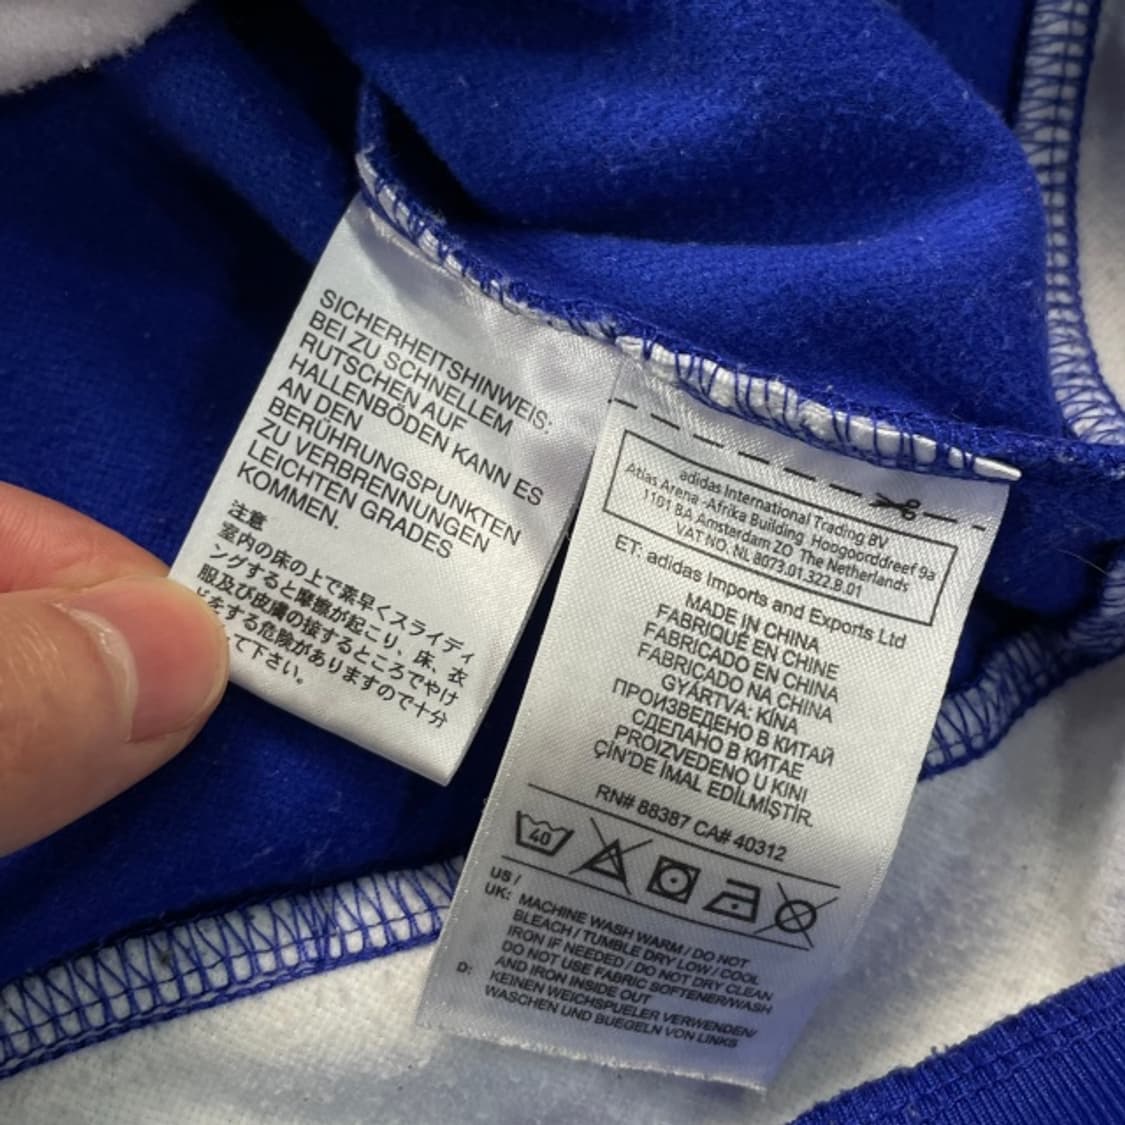 SICHERHEITSHINWEIS:
BEI ZU SCHNELLEM
RUTSCHEN AUF
HALLENBÖDEN KANN ES
AN DEN
BERÜHRUNGSPUNKTEN
ZU VERBRENNUNGEN
LEICHTEN GRADES
KOMMEN.
注意
室内の床の上で素早くスライディ
ングすると摩擦が起こり、床、衣
服及び皮膚の接するところでやけ
をする危険がありますので十分
て下さい。
adidas International Trading BV
Atlas Arena -Afrika Building Hoogoorddreef 9a
1101 BA Amsterdam ZO The Netherlands
VAT NO. NL 8073.01.322.B.01
ET: adidas Imports and Exports Ltd
MADE IN CHINA
FABRIQUÉ EN CHINE
FABRICADO EN CHINA
FABRICADO NA CHINA
GYÁRTVA: KÍNA
ПРОИЗВЕДЕНО В КИТАЙ
СДЕЛАНО В КИТАЕ
PROIZVEDENO U KINI
ÇİN'DE İMAL EDİLMİŞTİR.
RN# 88387 CA# 40312
40
US /
UK: MACHINE WASH WARM / DO NOT
BLEACH / TUMBLE DRY LOW / COOL
IRON IF NEEDED / DO NOT DRY CLEAN
DO NOT USE FABRIC SOFTENER/WASH
AND IRON INSIDE OUT
D: KEINEN WEICHSPUELER VERWENDEN/
WASCHEN UND BUEGELN VON LINKS